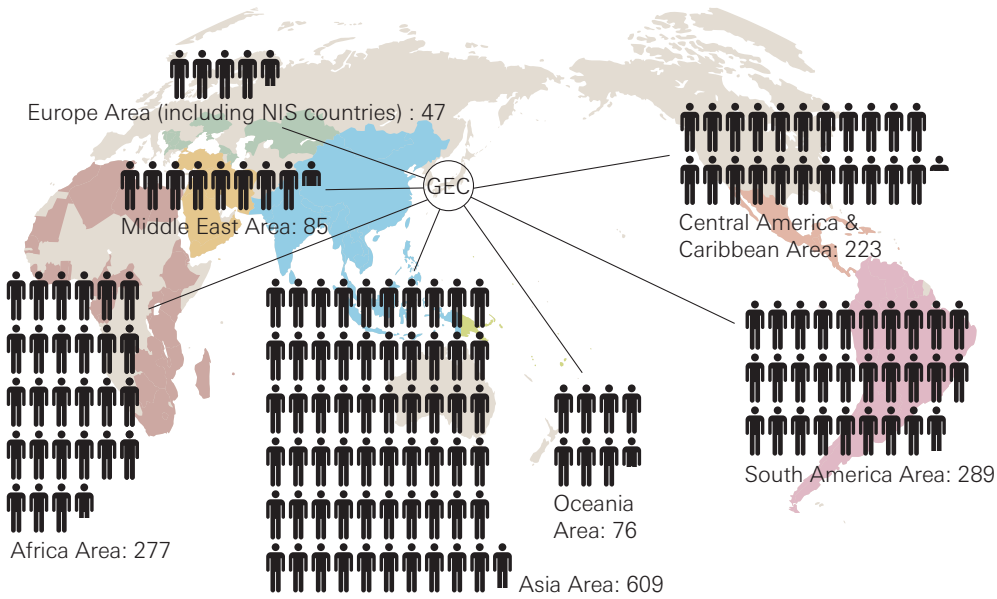 Europe Area (including NIS countries) : 47
GEC
Middle East Area: 85
Central America &
Caribbean Area: 223
Africa Area: 277
Asia Area: 609
Oceania
Area: 76
South America Area: 289